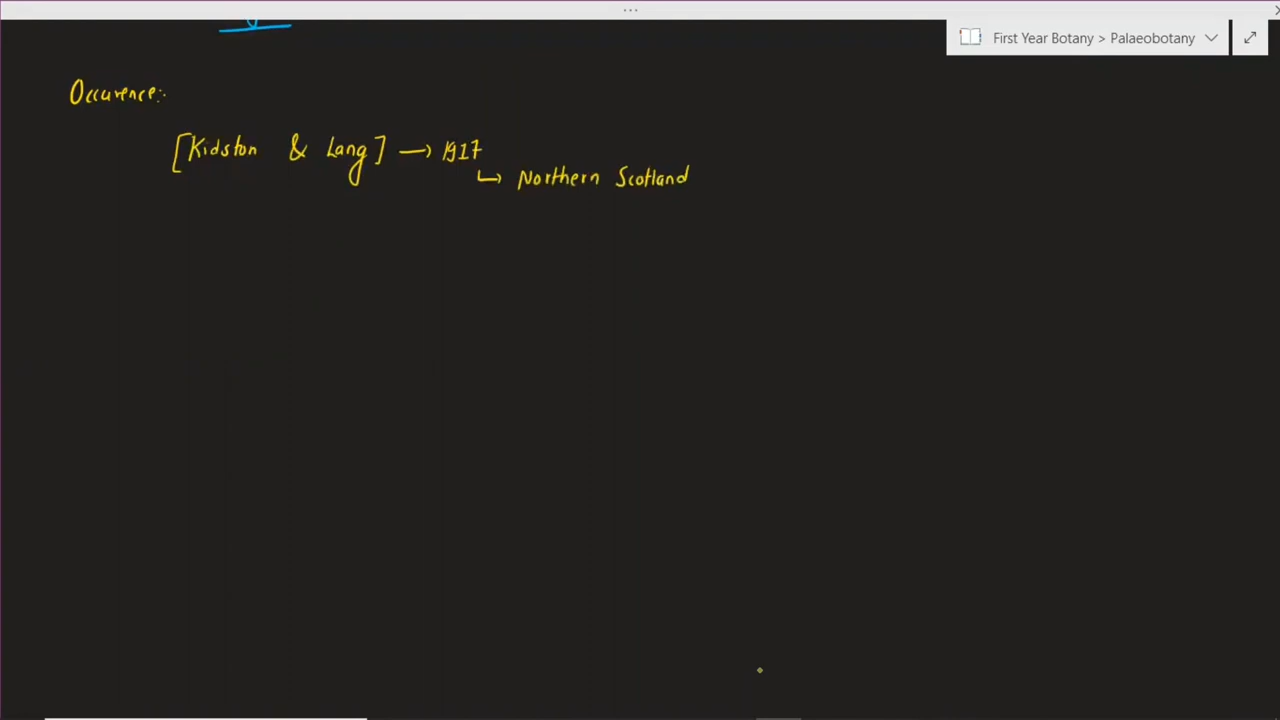 ...
First Year Botany > Palaeobotany
Occurence:
[Kidston & Lang] → 1917
↳ Northern Scotland